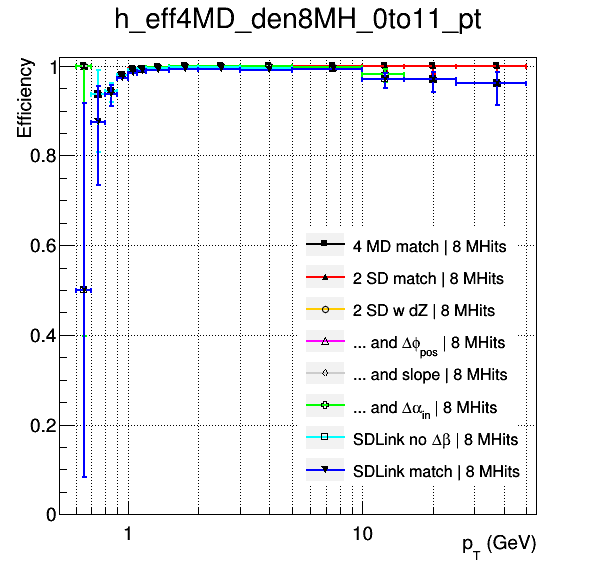 h_eff4MD_den8MH_0to11_pt
Efficiency
1
0.8
0.6
0.4
0.2
0
4 MD match | 8 MHits
2 SD match | 8 MHits
2 SD w dZ | 8 MHits
... and Δϕpos | 8 MHits
... and slope | 8 MHits
... and Δαin | 8 MHits
SDLink no Δβ | 8 MHits
SDLink match | 8 MHits
1 10
pT (GeV)